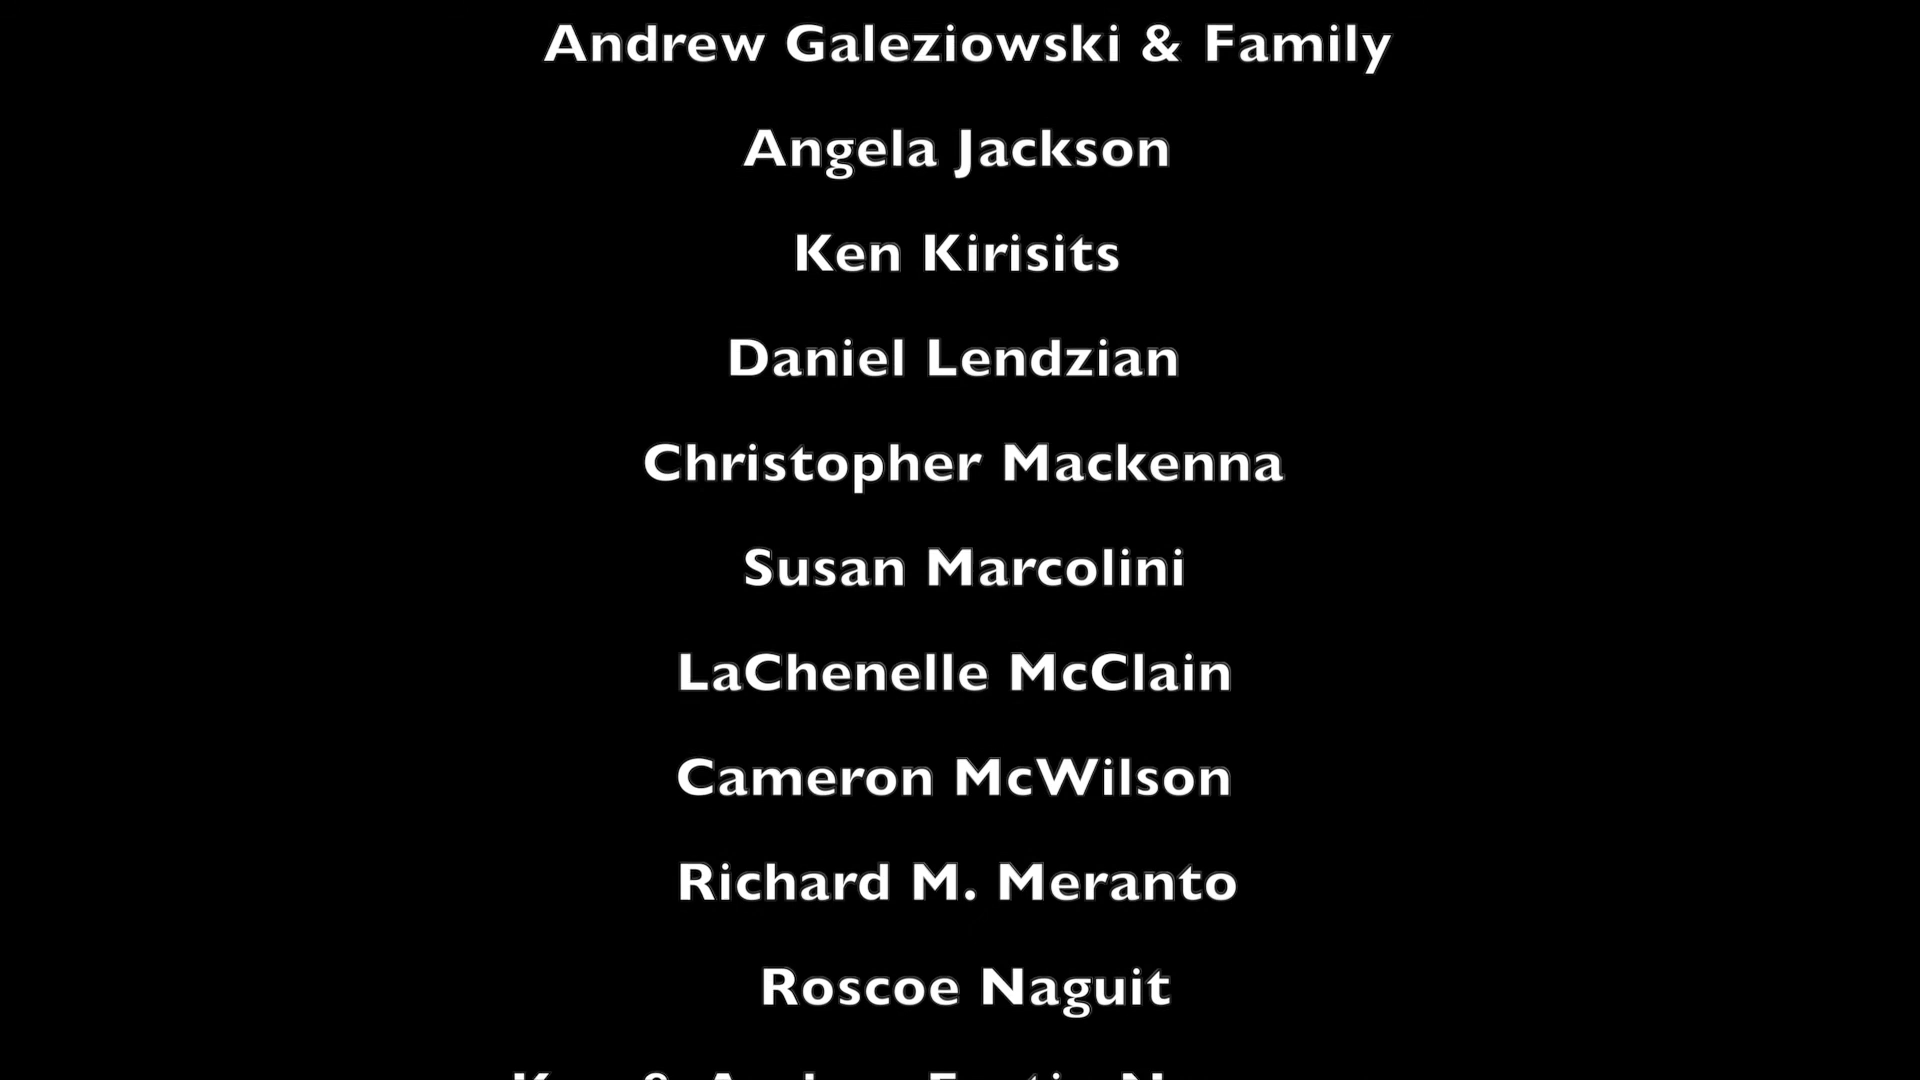 Andrew Galeziowski & Family
Angela Jackson
Ken Kirisits
Daniel Lendzian
Christopher Mackenna
Susan Marcolini
LaChenelle McClain
Cameron McWilson
Richard M. Meranto
Roscoe Naguit